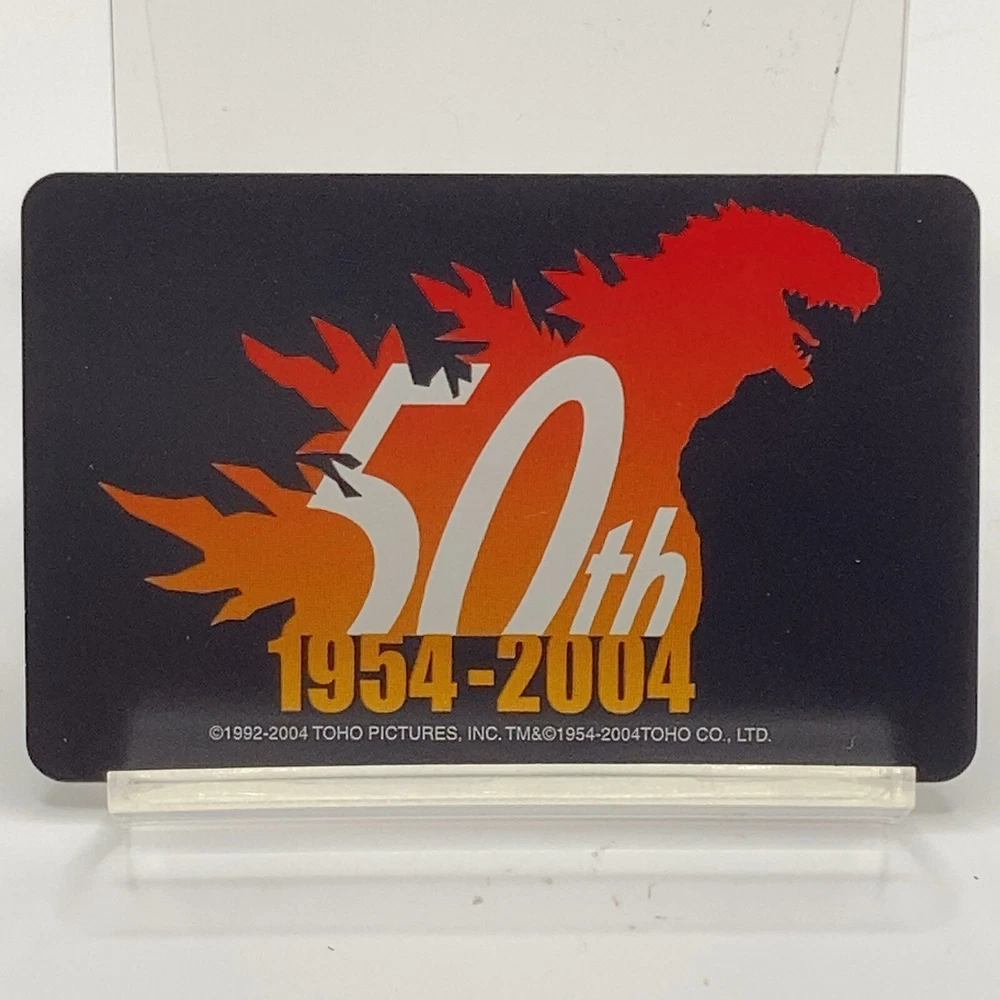 50th
1954-2004
©1992-2004 TOHO PICTURES, INC. TM&©1954-2004TOHO CO., LTD.